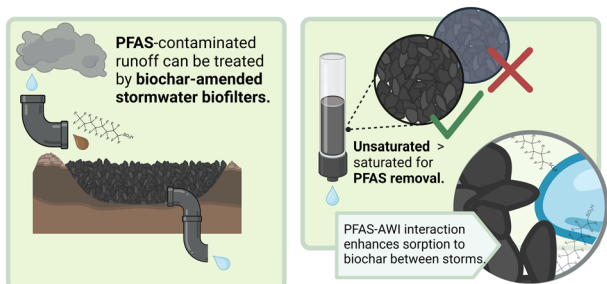 PFAS-contaminated
runoff can be treated
by biochar-amended
stormwater biofilters.
Unsaturated >
saturated for
PFAS removal.
PFAS-AWI interaction
enhances sorption to
biochar between storms.